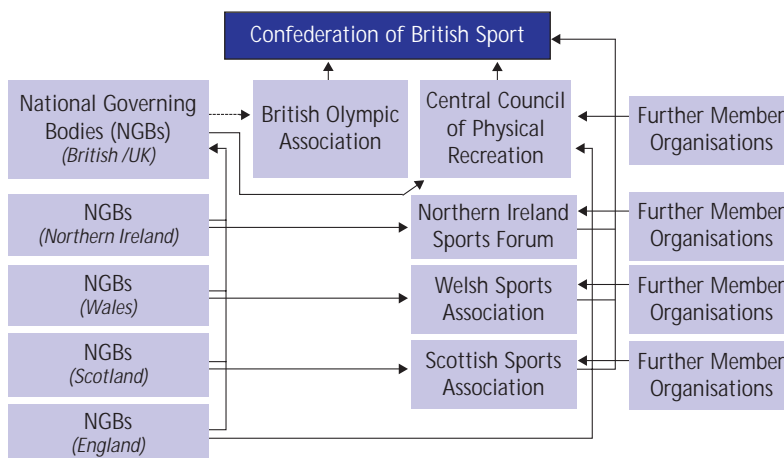 Confederation of British Sport
National Governing
Bodies (NGBs)
(British /UK)
British Olympic
Association
Central Council
of Physical
Recreation
Further Member
Organisations
NGBs
(Northern Ireland)
Northern Ireland
Sports Forum
Further Member
Organisations
NGBs
(Wales)
Welsh Sports
Association
Further Member
Organisations
NGBs
(Scotland)
Scottish Sports
Association
Further Member
Organisations
NGBs
(England)